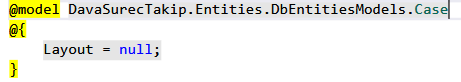 @model DavaSurecTakip.Entities.DbEntitiesModels.Case
@{
    Layout = null;
}